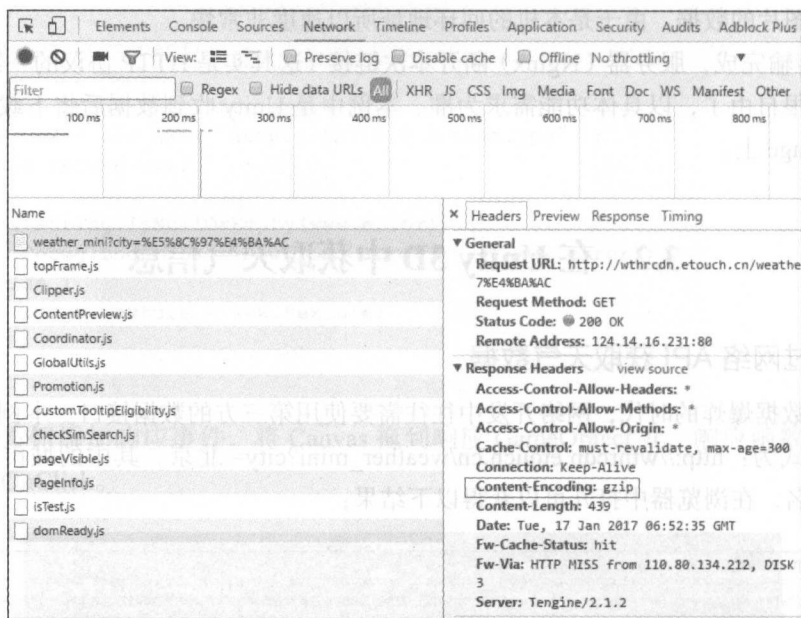 Elements Console Sources Network Timeline Profiles Application Security Audits Adblock Plus
View: Preserve log Disable cache Offline No throttling
Filter Regex Hide data URLs All XHR JS CSS Img Media Font Doc WS Manifest Other
100 ms 200 ms 300 ms 400 ms 500 ms 600 ms 700 ms 800 ms
Name
weather_mini?city=%E5%8C%97%E4%BA%AC
topFrame.js
Clipper.js
ContentPreview.js
Coordinator.js
GlobalUtils.js
Promotion.js
CustomTooltipEligibility.js
checkSimSearch.js
pageVisible.js
PageInfo.js
isTest.js
domReady.js
× Headers Preview Response Timing
▼ General
Request URL: http://wthrcdn.etouch.cn/weathe
7%E4%BA%AC
Request Method: GET
Status Code: 200 OK
Remote Address: 124.14.16.231:80
▼ Response Headers view source
Access-Control-Allow-Headers: *
Access-Control-Allow-Methods: *
Access-Control-Allow-Origin: *
Cache-Control: must-revalidate, max-age=300
Connection: Keep-Alive
Content-Encoding: gzip
Content-Length: 439
Date: Tue, 17 Jan 2017 06:52:35 GMT
Fw-Cache-Status: hit
Fw-Via: HTTP MISS from 110.80.134.212, DISK
3
Server: Tengine/2.1.2